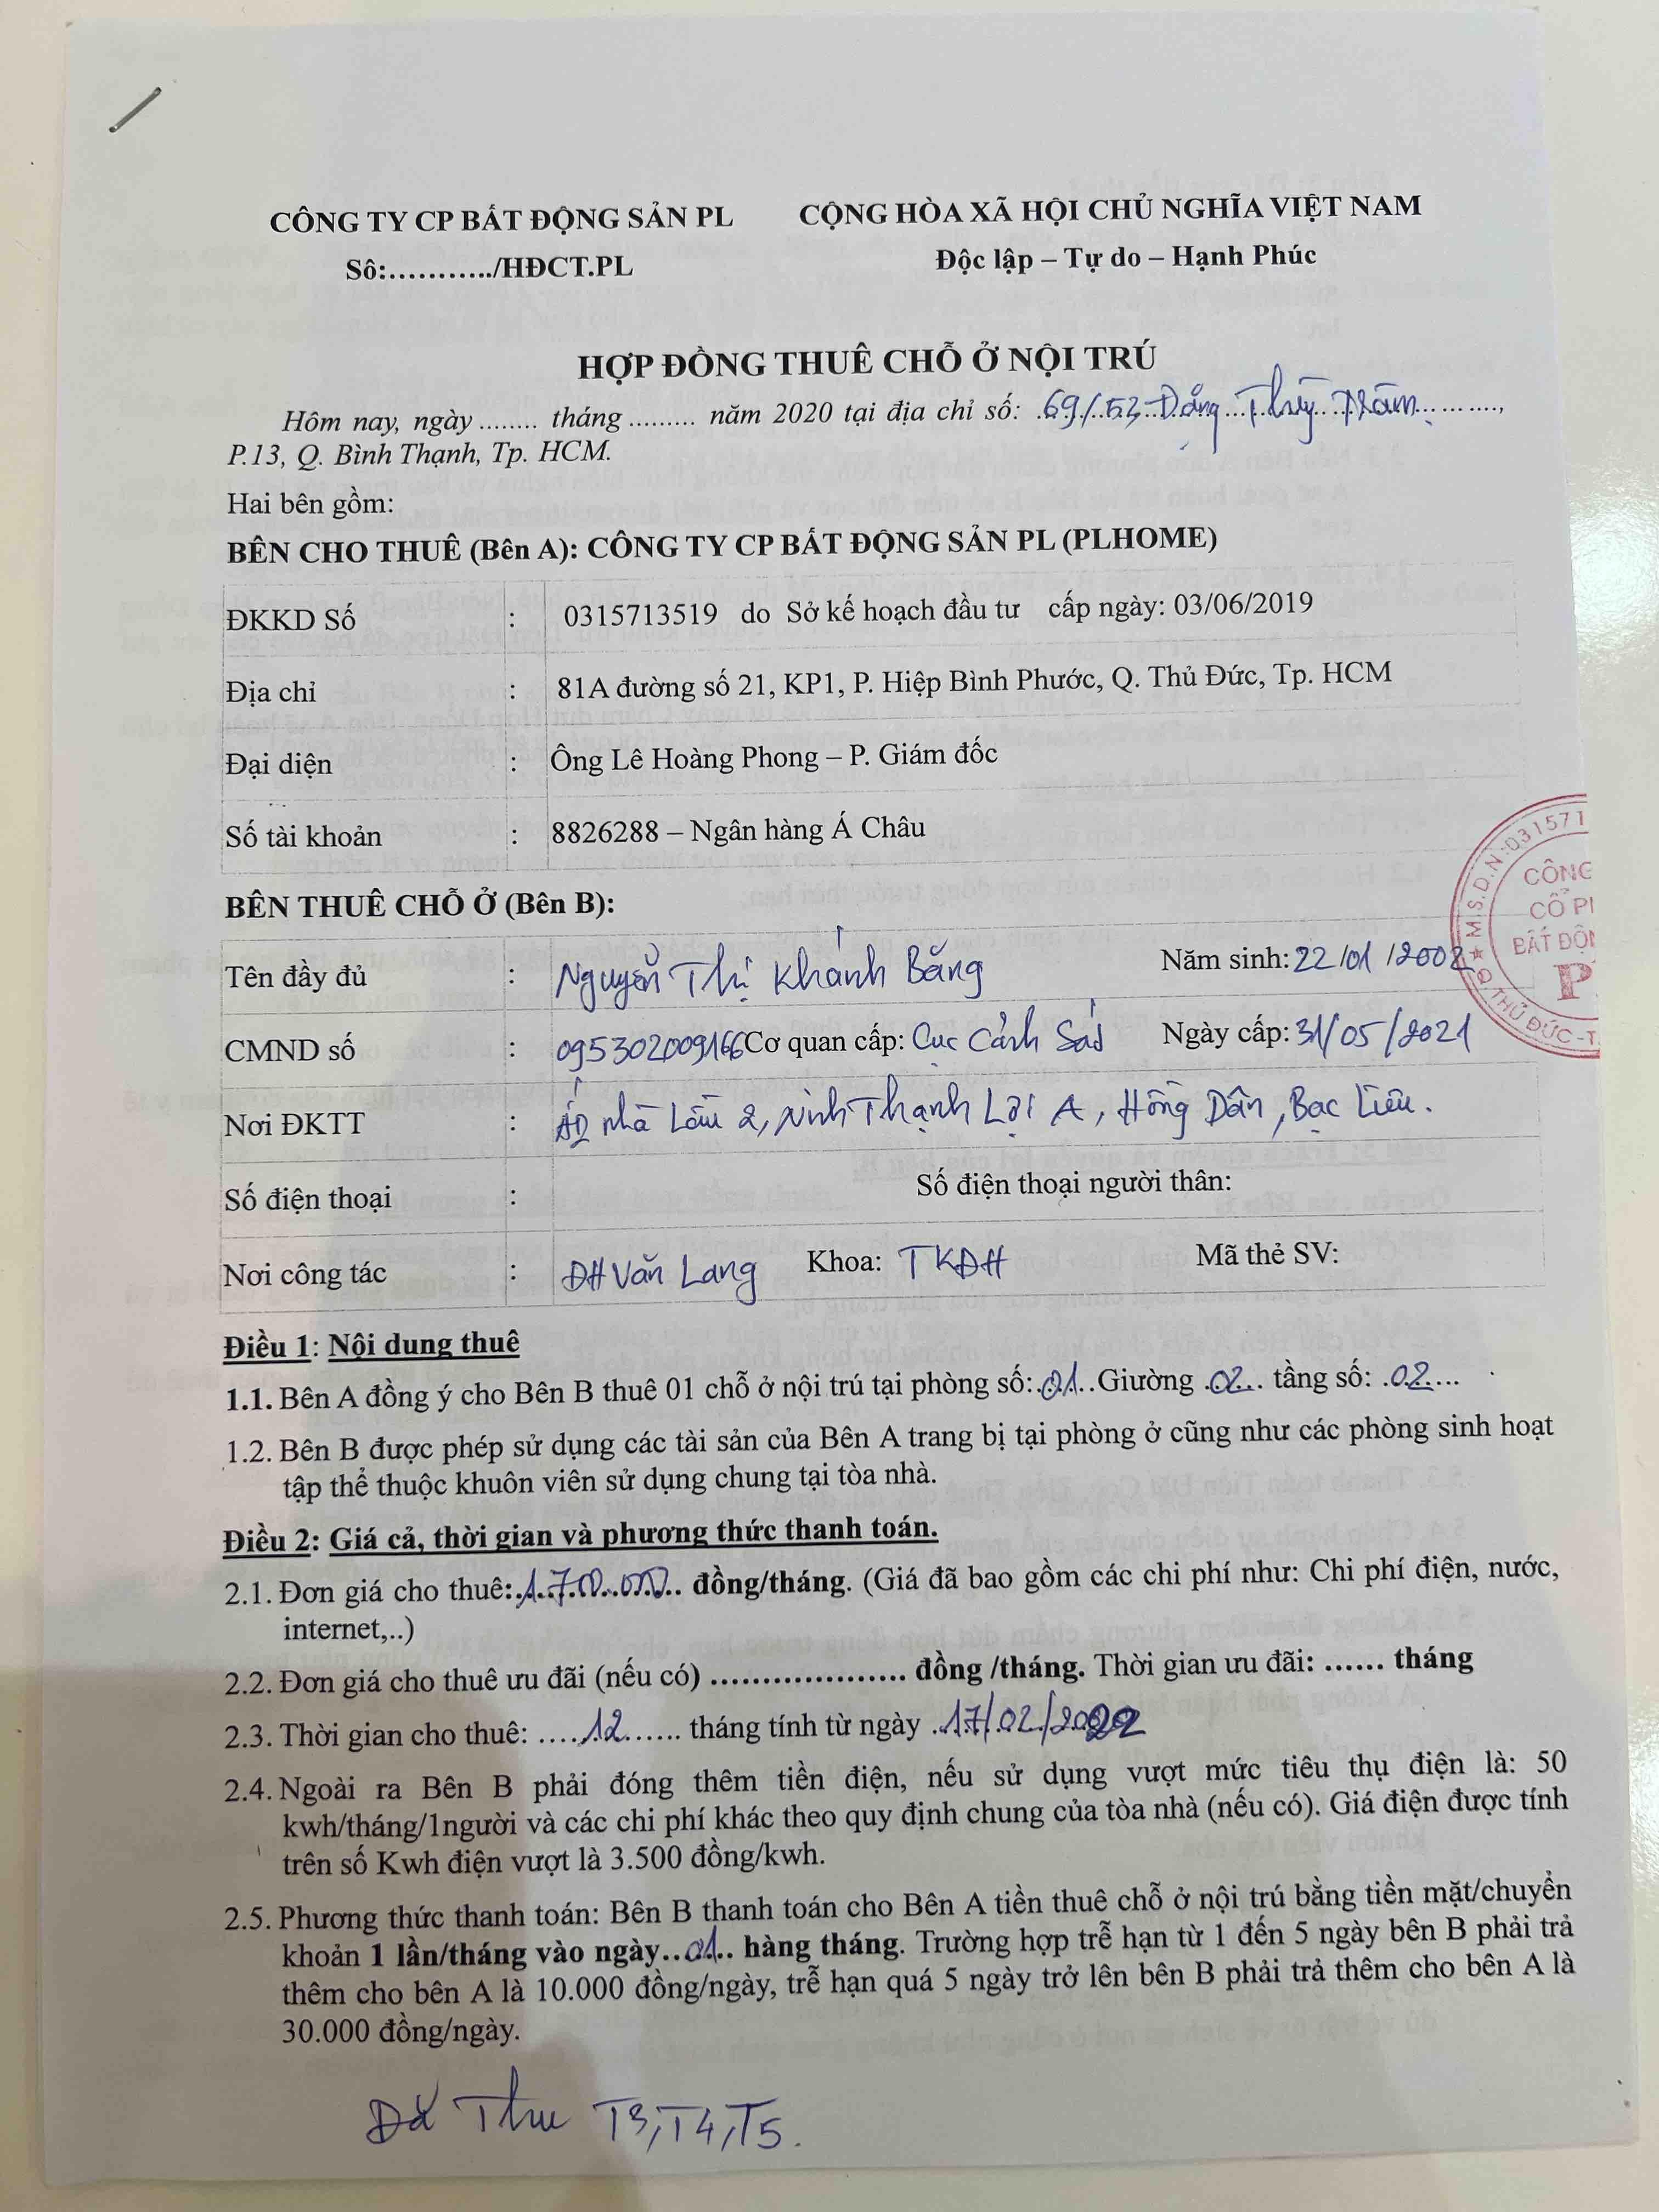 CÔNG TY CP BẤT ĐỘNG SẢN PL
Số:.........../HĐCT.PL
CỘNG HÒA XÃ HỘI CHỦ NGHĨA VIỆT NAM
Độc lập – Tự do – Hạnh Phúc
HỢP ĐỒNG THUÊ CHỖ Ở NỘI TRÚ
Hôm nay, ngày ........ tháng ......... năm 2020 tại địa chỉ số: 69/53 Đặng Thùy Trâm,
P.13, Q. Bình Thạnh, Tp. HCM.
Hai bên gồm:
BÊN CHO THUÊ (Bên A): CÔNG TY CP BẤT ĐỘNG SẢN PL (PLHOME)
ĐKKD Số : 0315713519 do Sở kế hoạch đầu tư cấp ngày: 03/06/2019
Địa chỉ : 81A đường số 21, KP1, P. Hiệp Bình Phước, Q. Thủ Đức, Tp. HCM
Đại diện : Ông Lê Hoàng Phong – P. Giám đốc
Số tài khoản : 8826288 – Ngân hàng Á Châu
BÊN THUÊ CHỖ Ở (Bên B):
Tên đầy đủ : Nguyễn Thị Khánh Băng Năm sinh: 22/01/2002
CMND số : 095302009166 Cơ quan cấp: Cục Cảnh Sát Ngày cấp: 31/05/2021
Nơi ĐKTT : Ấp nhà Lầu 2, Ninh Thạnh Lợi A, Hồng Dân, Bạc Liêu.
Số điện thoại : Số điện thoại người thân:
Nơi công tác : ĐH Văn Lang Khoa: TKĐH Mã thẻ SV:
M.S.D.N:031571
CÔNG
CỔ PH
BẤT ĐỘN
P
Q. THỦ ĐỨC - T.
Điều 1: Nội dung thuê
1.1. Bên A đồng ý cho Bên B thuê 01 chỗ ở nội trú tại phòng số: 01 Giường 02 tầng số: 02
1.2. Bên B được phép sử dụng các tài sản của Bên A trang bị tại phòng ở cũng như các phòng sinh hoạt
tập thể thuộc khuôn viên sử dụng chung tại tòa nhà.
Điều 2: Giá cả, thời gian và phương thức thanh toán.
2.1. Đơn giá cho thuê: 1.700.000 đồng/tháng. (Giá đã bao gồm các chi phí như: Chi phí điện, nước,
internet,..)
2.2. Đơn giá cho thuê ưu đãi (nếu có) .................... đồng /tháng. Thời gian ưu đãi: ...... tháng
2.3. Thời gian cho thuê: .....12...... tháng tính từ ngày 17/02/2022
2.4. Ngoài ra Bên B phải đóng thêm tiền điện, nếu sử dụng vượt mức tiêu thụ điện là: 50
kwh/tháng/1người và các chi phí khác theo quy định chung của tòa nhà (nếu có). Giá điện được tính
trên số Kwh điện vượt là 3.500 đồng/kwh.
2.5. Phương thức thanh toán: Bên B thanh toán cho Bên A tiền thuê chỗ ở nội trú bằng tiền mặt/chuyển
khoản 1 lần/tháng vào ngày..01.. hàng tháng. Trường hợp trễ hạn từ 1 đến 5 ngày bên B phải trả
thêm cho bên A là 10.000 đồng/ngày, trễ hạn quá 5 ngày trở lên bên B phải trả thêm cho bên A là
30.000 đồng/ngày.
Đã Thu T3, T4, T5.